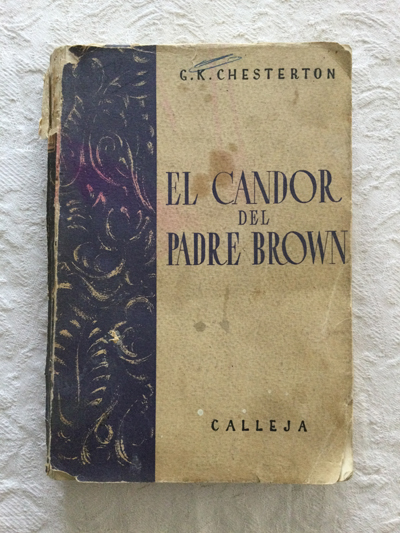 G.K.CHESTERTON
EL CANDOR
DEL
PADRE BROWN
CALLEJA